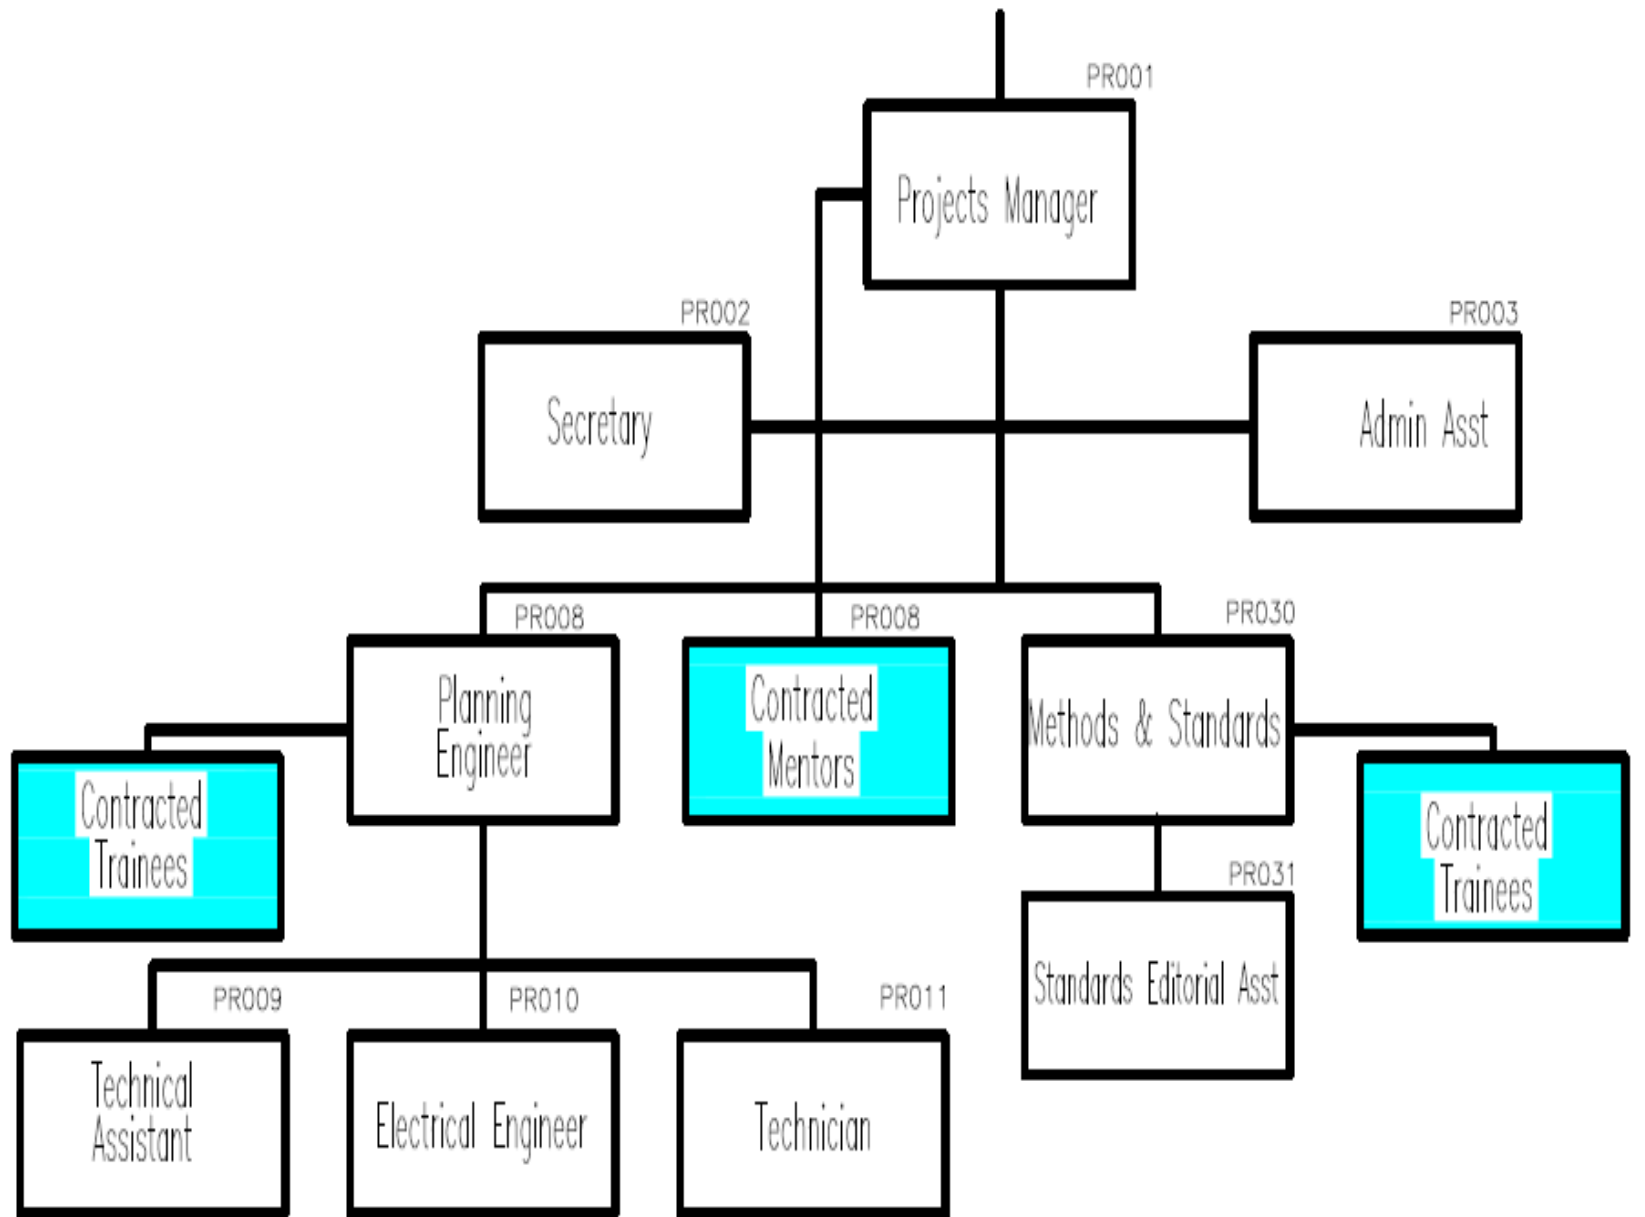 PR001
Projects Manager
PR002
Secretary
PR003
Admin Asst
PR008
Planning
Engineer
PR008
Contracted
Mentors
PR030
Methods & Standards
Contracted
Trainees
Contracted
Trainees
PR031
Standards Editorial Asst
PR009
Technical
Assistant
PR010
Electrical Engineer
PR011
Technician